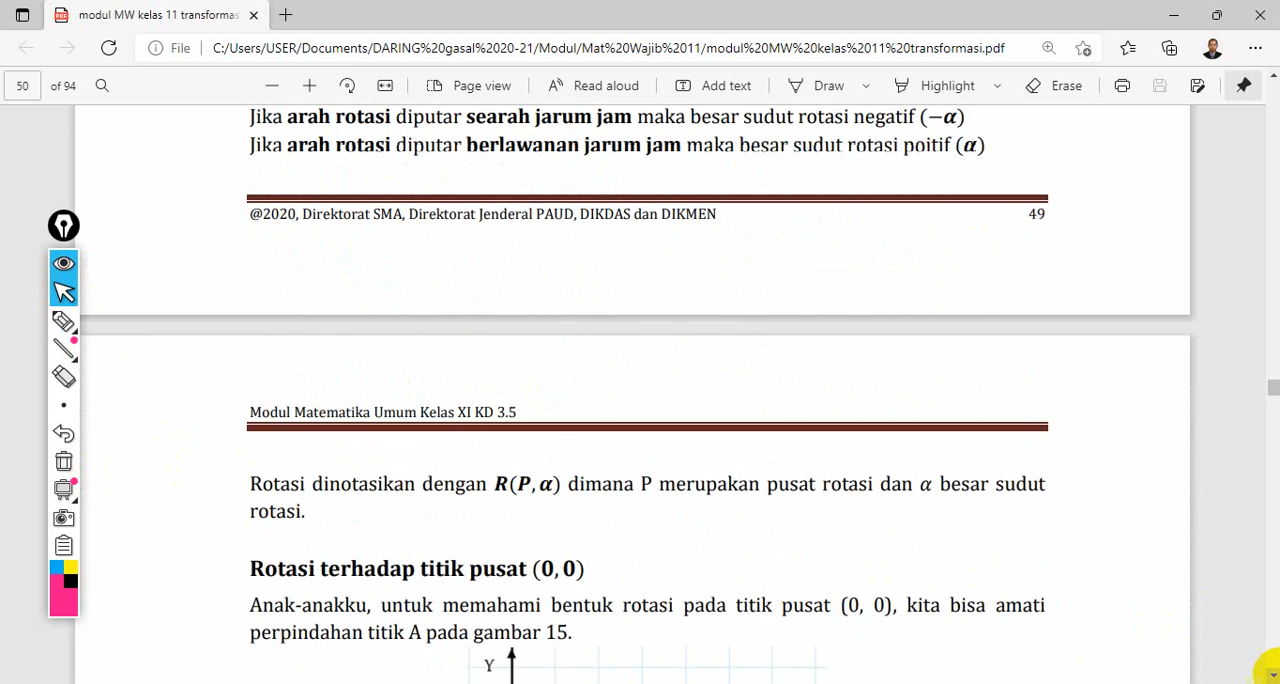 modul MW kelas 11 transformas
File
C:/Users/USER/Documents/DARING%20gasal%2020-21/Modul/Mat%20Wajib%2011/modul%20MW%20kelas%2011%20transformasi.pdf
50 of 94
Page view
Read aloud
Add text
Draw
Highlight
Erase
Jika arah rotasi diputar searah jarum jam maka besar sudut rotasi negatif (−α)
Jika arah rotasi diputar berlawanan jarum jam maka besar sudut rotasi poitif (α)
@2020, Direktorat SMA, Direktorat Jenderal PAUD, DIKDAS dan DIKMEN 49
Modul Matematika Umum Kelas XI KD 3.5
Rotasi dinotasikan dengan R(P, α) dimana P merupakan pusat rotasi dan α besar sudut
rotasi.
Rotasi terhadap titik pusat (0, 0)
Anak-anakku, untuk memahami bentuk rotasi pada titik pusat (0, 0), kita bisa amati
perpindahan titik A pada gambar 15.
Y